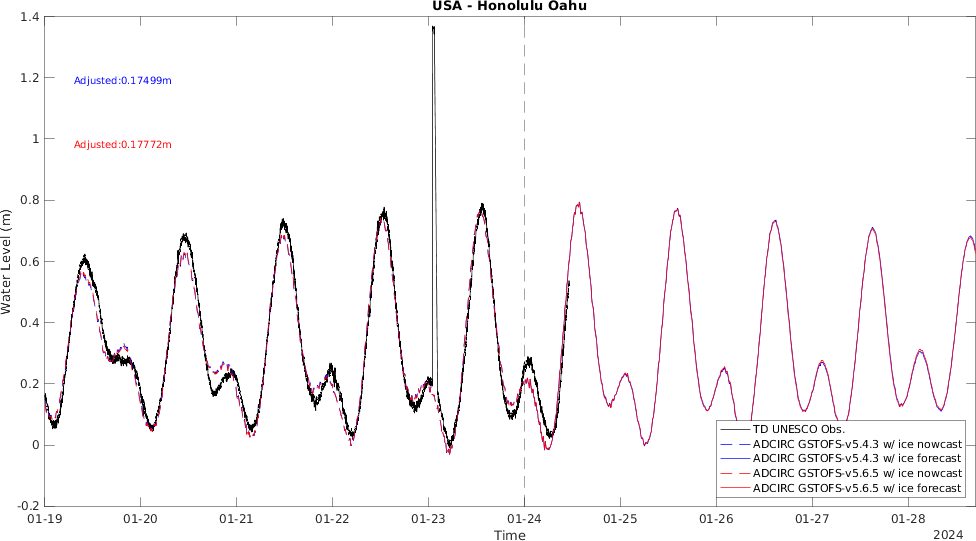 USA - Honolulu Oahu
1.4
1.2
1
0.8
0.6
0.4
0.2
0
-0.2
Water Level (m)
Adjusted:0.17499m
Adjusted:0.17772m
TD UNESCO Obs.
ADCIRC GSTOFS-v5.4.3 w/ ice nowcast
ADCIRC GSTOFS-v5.4.3 w/ ice forecast
ADCIRC GSTOFS-v5.6.5 w/ ice nowcast
ADCIRC GSTOFS-v5.6.5 w/ ice forecast
01-19 01-20 01-21 01-22 01-23 01-24 01-25 01-26 01-27 01-28
Time
2024